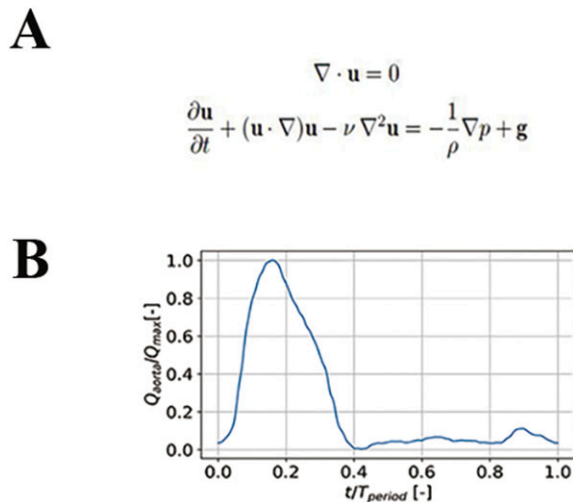 A
∇ · u = 0
∂u/∂t + (u · ∇)u − ν ∇²u = −1/ρ ∇p + g
B
Q_aorta/Q_max[-]
1.0
0.8
0.6
0.4
0.2
0.0
0.0 0.2 0.4 0.6 0.8 1.0
t/T_period [-]